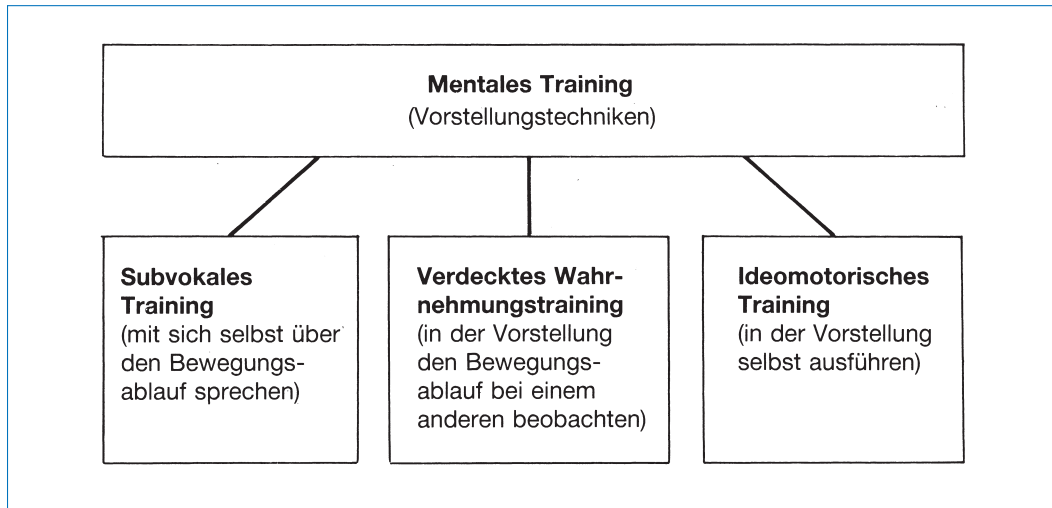 Mentales Training
(Vorstellungstechniken)
Subvokales
Training
(mit sich selbst über
den Bewegungs-
ablauf sprechen)
Verdecktes Wahr-
nehmungstraining
(in der Vorstellung
den Bewegungs-
ablauf bei einem
anderen beobachten)
Ideomotorisches
Training
(in der Vorstellung
selbst ausführen)